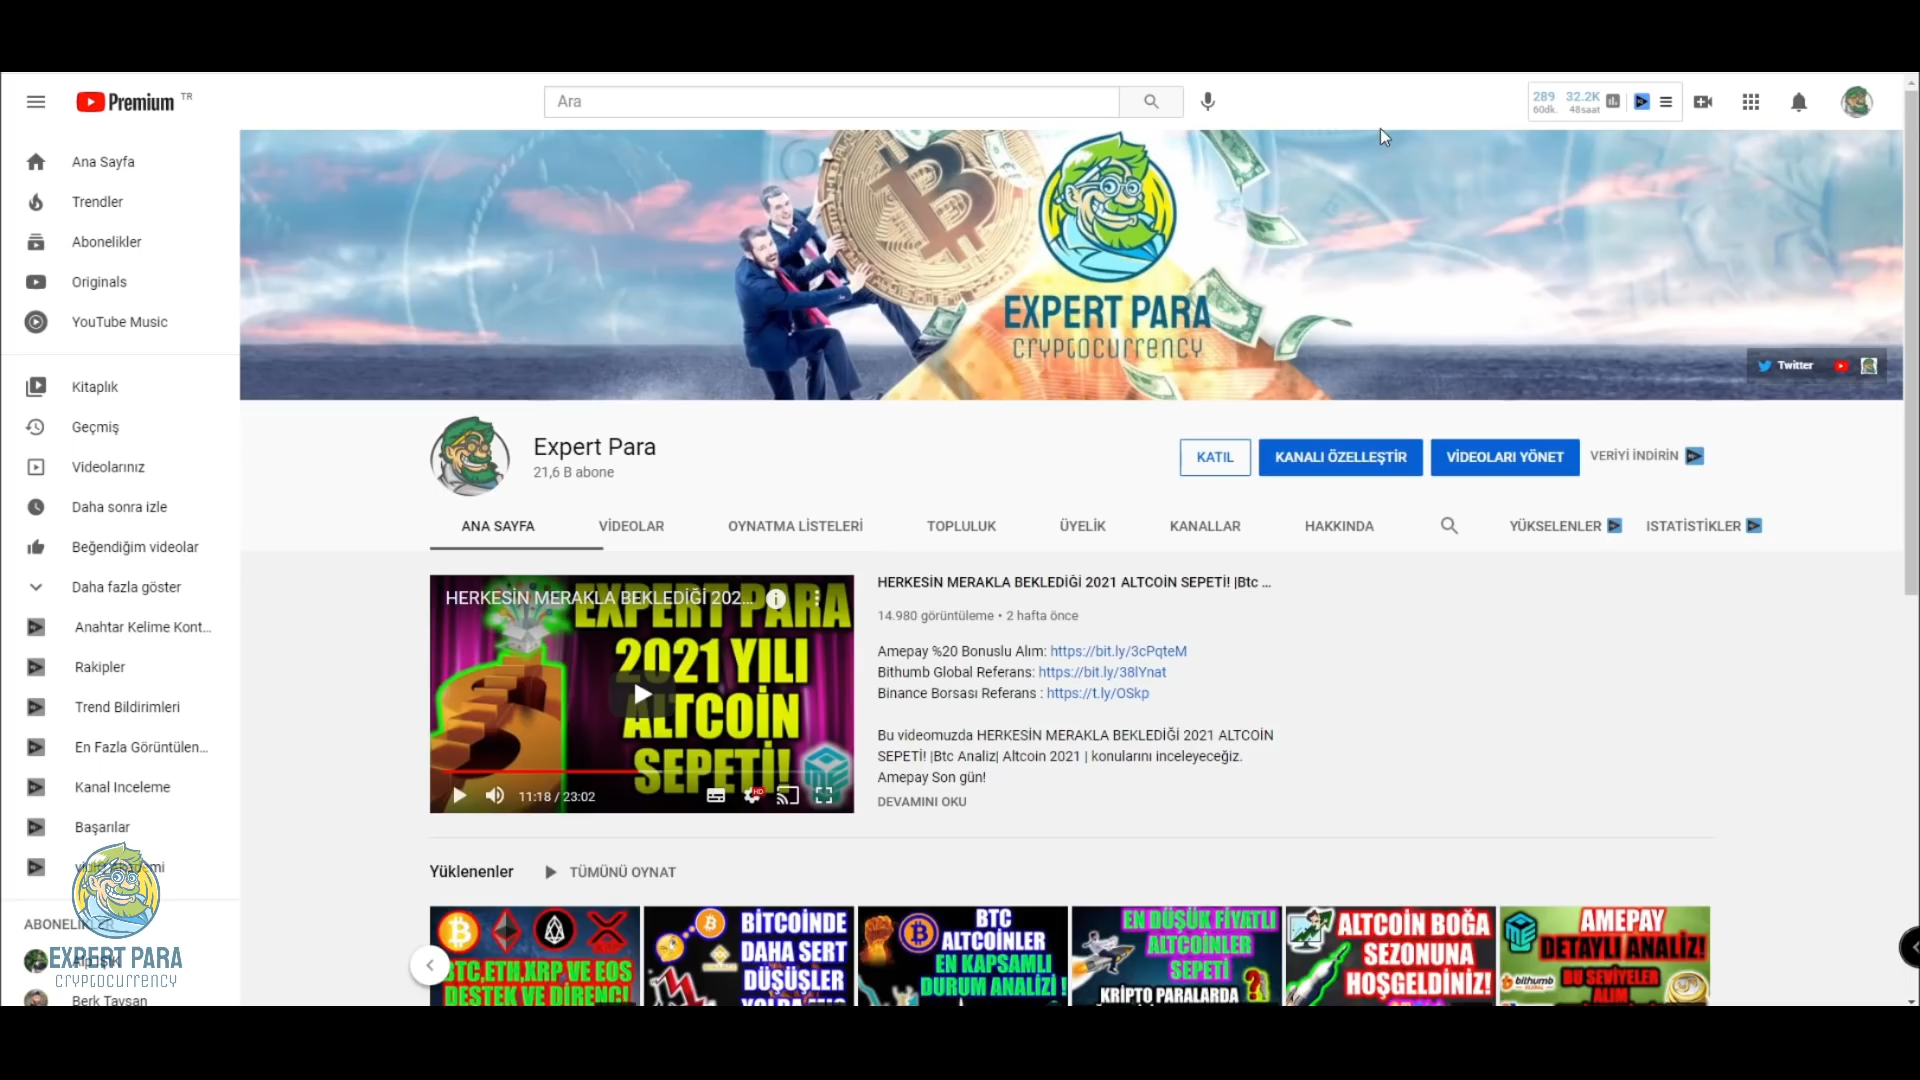 Premium TR
Ara
289 32.2K
60dk. 48saat
Ana Sayfa
Trendler
Abonelikler
Originals
YouTube Music
Kitaplık
Geçmiş
Videolarınız
Daha sonra izle
Beğendiğim videolar
Daha fazla göster
Anahtar Kelime Kont...
Rakipler
Trend Bildirimleri
En Fazla Görüntülen...
Kanal Inceleme
Başarılar
ABONELİKLER
EXPERT PARA
CRYPTOCURRENCY
Berk Taysan
EXPERT PARA
CRYPTOCURRENCY
Twitter
Expert Para
21,6 B abone
KATIL
KANALI ÖZELLEŞTİR
VİDEOLARI YÖNET
VERİYİ İNDİRİN
ANA SAYFA
VİDEOLAR
OYNATMA LİSTELERİ
TOPLULUK
ÜYELİK
KANALLAR
HAKKINDA
YÜKSELENLER
ISTATİSTİKLER
HERKESİN MERAKLA BEKLEDİĞİ 202...
EXPERT PARA
2021 YILI
ALTCOİN
SEPETİ!
11:18 / 23:02
HD
HERKESİN MERAKLA BEKLEDİĞİ 2021 ALTCOİN SEPETİ! |Btc ...
14.980 görüntüleme • 2 hafta önce
Amepay %20 Bonuslu Alım: https://bit.ly/3cPqteM
Bithumb Global Referans: https://bit.ly/38lYnat
Binance Borsası Referans : https://t.ly/OSkp
Bu videomuzda HERKESİN MERAKLA BEKLEDİĞİ 2021 ALTCOİN
SEPETİ! |Btc Analiz| Altcoin 2021 | konularını inceleyeceğiz.
Amepay Son gün!
DEVAMINI OKU
Yüklenenler
TÜMÜNÜ OYNAT
BTC,ETH,XRP VE EOS
DESTEK VE DİRENÇ!
BİTCOİNDE
DAHA SERT
DÜŞÜŞLER
BTC
ALTCOİNLER
EN KAPSAMLI
DURUM ANALİZİ !
EN DÜŞÜK FİYATLI
ALTCOİNLER
SEPETİ
KRİPTO PARALARDA
ALTCOİN BOĞA
SEZONUNA
HOŞGELDİNİZ!
AMEPAY
DETAYLI ANALİZ!
bithumb
BU SEVİYELER
ALIM